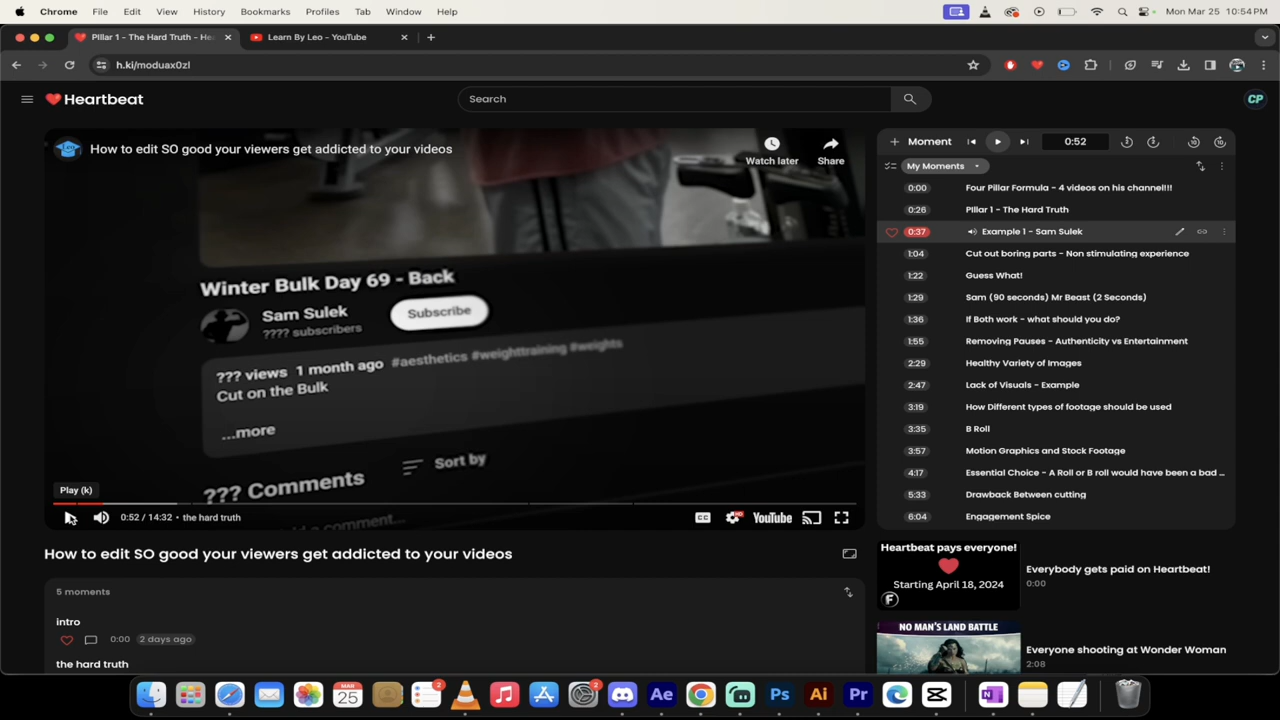 Chrome File Edit View History Bookmarks Profiles Tab Window Help Mon Mar 25 10:54 PM
PIllar 1 - The Hard Truth - He Learn By Leo - YouTube
h.ki/moduax0zl
Heartbeat Search CP
How to edit SO good your viewers get addicted to your videos
Watch later Share
Winter Bulk Day 69 - Back
Sam Sulek
???? subscribers
Subscribe
??? views 1 month ago #aesthetics #weighttraining #weights
Cut on the Bulk
...more
Sort by
??? Comments
Add a comment...
Play (k)
0:52 / 14:32 • the hard truth
CC HD YouTube
+ Moment 0:52
My Moments
0:00 Four Pillar Formula - 4 videos on his channel!!!
0:26 PIllar 1 - The Hard Truth
0:37 Example 1 - Sam Sulek
1:04 Cut out boring parts - Non stimulating experience
1:22 Guess What!
1:29 Sam (90 seconds) Mr Beast (2 Seconds)
1:36 If Both work - what should you do?
1:55 Removing Pauses - Authenticity vs Entertainment
2:29 Healthy Variety of Images
2:47 Lack of Visuals - Example
3:19 How Different types of footage should be used
3:35 B Roll
3:57 Motion Graphics and Stock Footage
4:17 Essential Choice - A Roll or B roll would have been a bad ...
5:33 Drawback Between cutting
6:04 Engagement Spice
How to edit SO good your viewers get addicted to your videos
5 moments
intro
0:00 2 days ago
the hard truth
Heartbeat pays everyone!
Starting April 18, 2024
F
Everybody gets paid on Heartbeat!
0:00
NO MAN'S LAND BATTLE
Everyone shooting at Wonder Woman
2:08
MAR
25
2
2
Ae
Ps
Ai
Pr
N